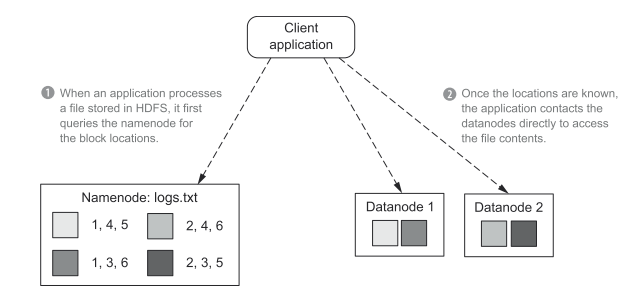 Client
application
1 When an application processes
a file stored in HDFS, it first
queries the namenode for
the block locations.
2 Once the locations are known,
the application contacts the
datanodes directly to access
the file contents.
Namenode: logs.txt
1, 4, 5 2, 4, 6
1, 3, 6 2, 3, 5
Datanode 1
Datanode 2